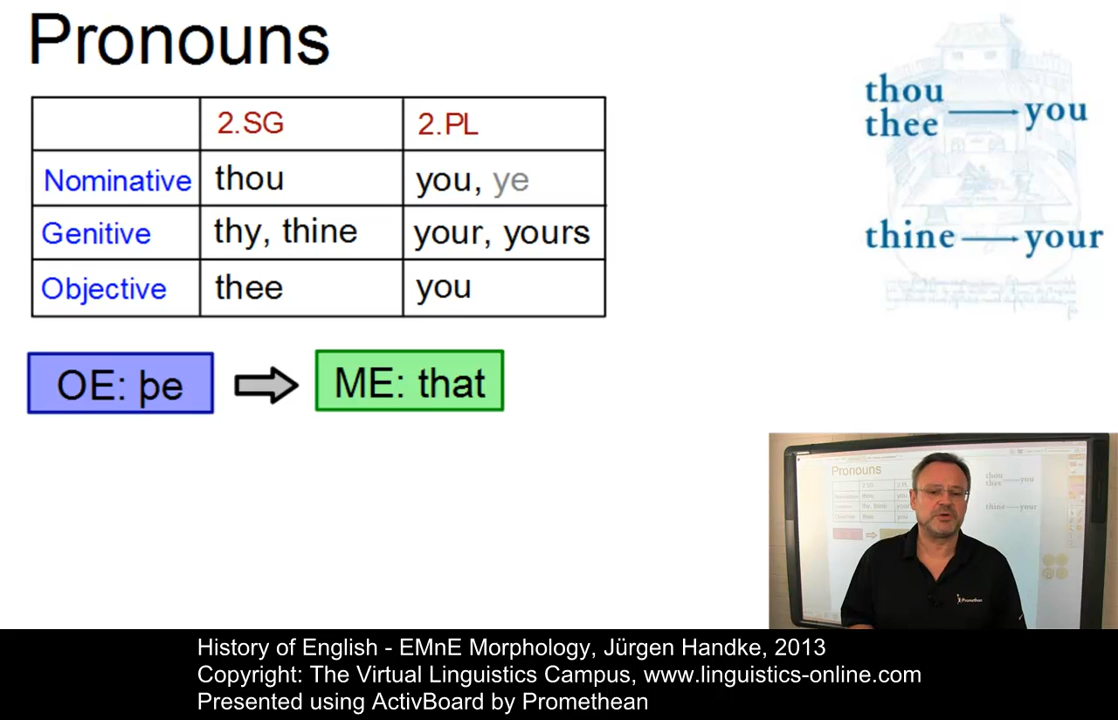 Pronouns
2.SG 2.PL
Nominative thou you, ye
Genitive thy, thine your, yours
Objective thee you
thou
thee
you
thine your
OE: þe ME: that
Pronouns
Promethean
History of English - EMnE Morphology, Jürgen Handke, 2013
Copyright: The Virtual Linguistics Campus, www.linguistics-online.com
Presented using ActivBoard by Promethean